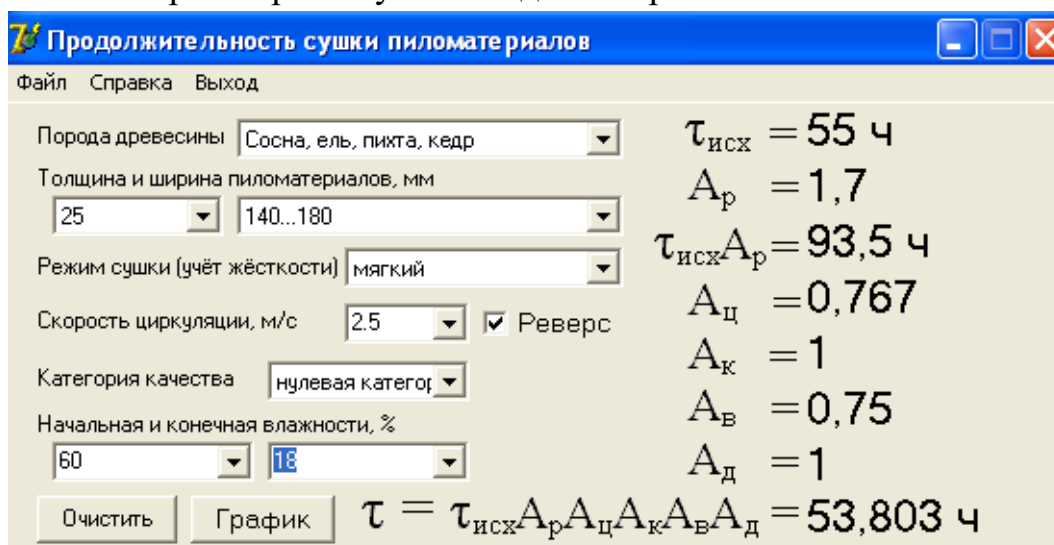 Продолжительность сушки пиломатериалов
Файл Справка Выход
Порода древесины Сосна, ель, пихта, кедр
Толщина и ширина пиломатериалов, мм
25 140...180
Режим сушки (учёт жёсткости) мягкий
Скорость циркуляции, м/с 2.5 Реверс
Категория качества нулевая категор
Начальная и конечная влажности, %
60 18
Очистить График
τисх = 55 ч
Aр = 1,7
τисхAр = 93,5 ч
Aц = 0,767
Aк = 1
Aв = 0,75
Aд = 1
τ = τисхAрAцAкAвAд = 53,803 ч